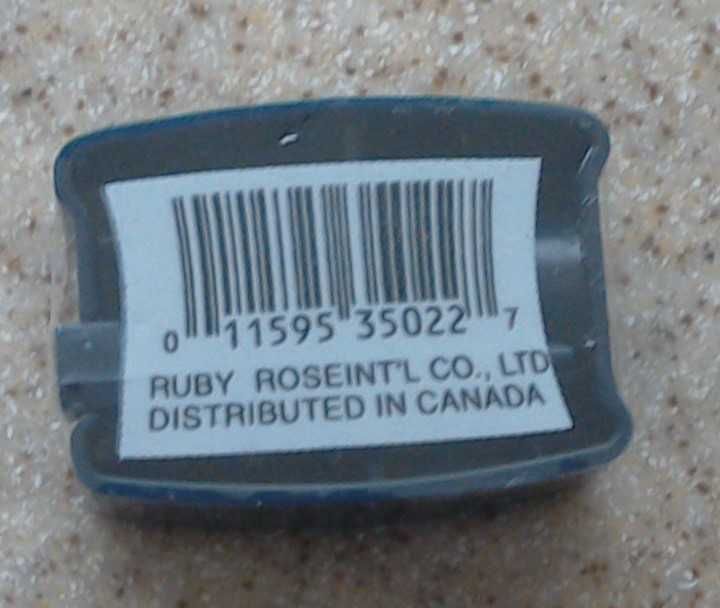 0 11595 35022 7
RUBY ROSEINT'L CO., LTD
DISTRIBUTED IN CANADA